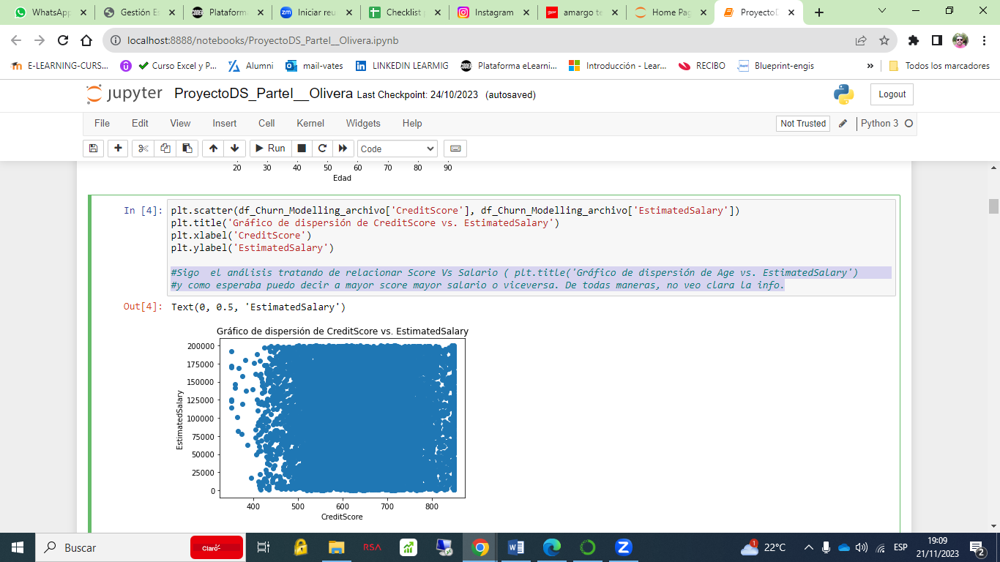 WhatsApp
Gestión Es
Plataform
Iniciar reu
Checklist
Instagram
amargo te
Home Pag
ProyectoD
localhost:8888/notebooks/ProyectoDS_ParteI__Olivera.ipynb
E-LEARNING-CURS...
Curso Excel y P...
Alumni
mail-vates
LINKEDIN LEARMIG
Plataforma eLearni...
Introducción - Lear...
RECIBO
Blueprint-engis
»
Todos los marcadores
jupyter ProyectoDS_ParteI__Olivera Last Checkpoint: 24/10/2023 (autosaved)
Logout
File Edit View Insert Cell Kernel Widgets Help
Not Trusted
Python 3
Run
Code
20 30 40 50 60 70 80 90
Edad
In [4]: plt.scatter(df_Churn_Modelling_archivo['CreditScore'], df_Churn_Modelling_archivo['EstimatedSalary'])
plt.title('Gráfico de dispersión de CreditScore vs. EstimatedSalary')
plt.xlabel('CreditScore')
plt.ylabel('EstimatedSalary')
#Sigo  el análisis tratando de relacionar Score Vs Salario ( plt.title('Gráfico de dispersión de Age vs. EstimatedSalary')
#y como esperaba puedo decir a mayor score mayor salario o viceversa. De todas maneras, no veo clara la info.
Out[4]: Text(0, 0.5, 'EstimatedSalary')
Gráfico de dispersión de CreditScore vs. EstimatedSalary
200000
175000
150000
125000
100000
75000
50000
25000
0
EstimatedSalary
400 500 600 700 800
CreditScore
Buscar
Claro
RSA
1
22°C
ESP
19:09
21/11/2023
2